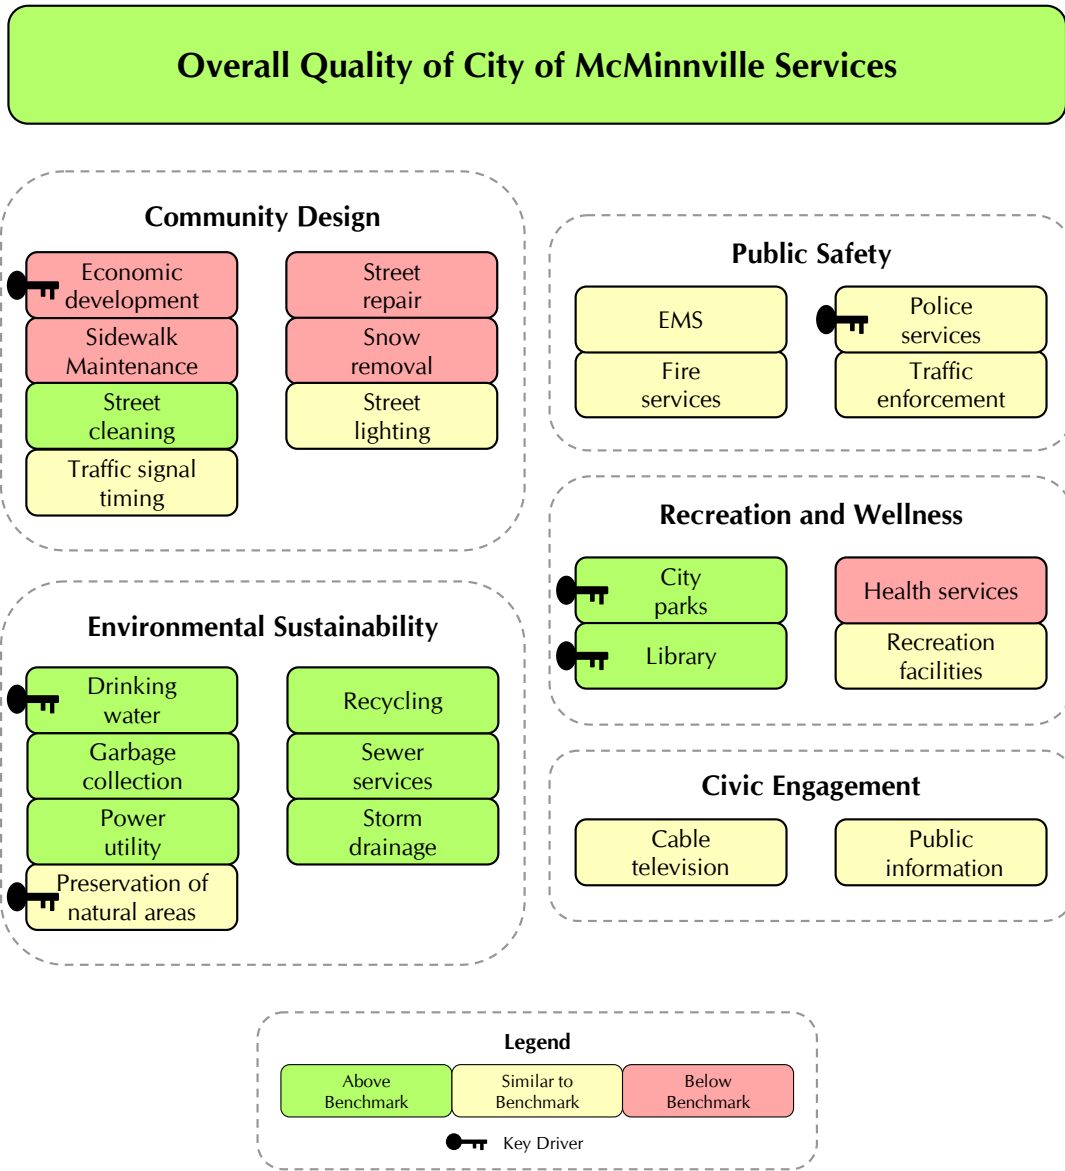 Overall Quality of City of McMinnville Services
Community Design
Economic
development
Sidewalk
Maintenance
Street
cleaning
Traffic signal
timing
Street
repair
Snow
removal
Street
lighting
Environmental Sustainability
Drinking
water
Garbage
collection
Power
utility
Preservation of
natural areas
Recycling
Sewer
services
Storm
drainage
Public Safety
EMS
Fire
services
Police
services
Traffic
enforcement
Recreation and Wellness
City
parks
Library
Health services
Recreation
facilities
Civic Engagement
Cable
television
Public
information
Legend
Above
Benchmark
Similar to
Benchmark
Below
Benchmark
Key Driver